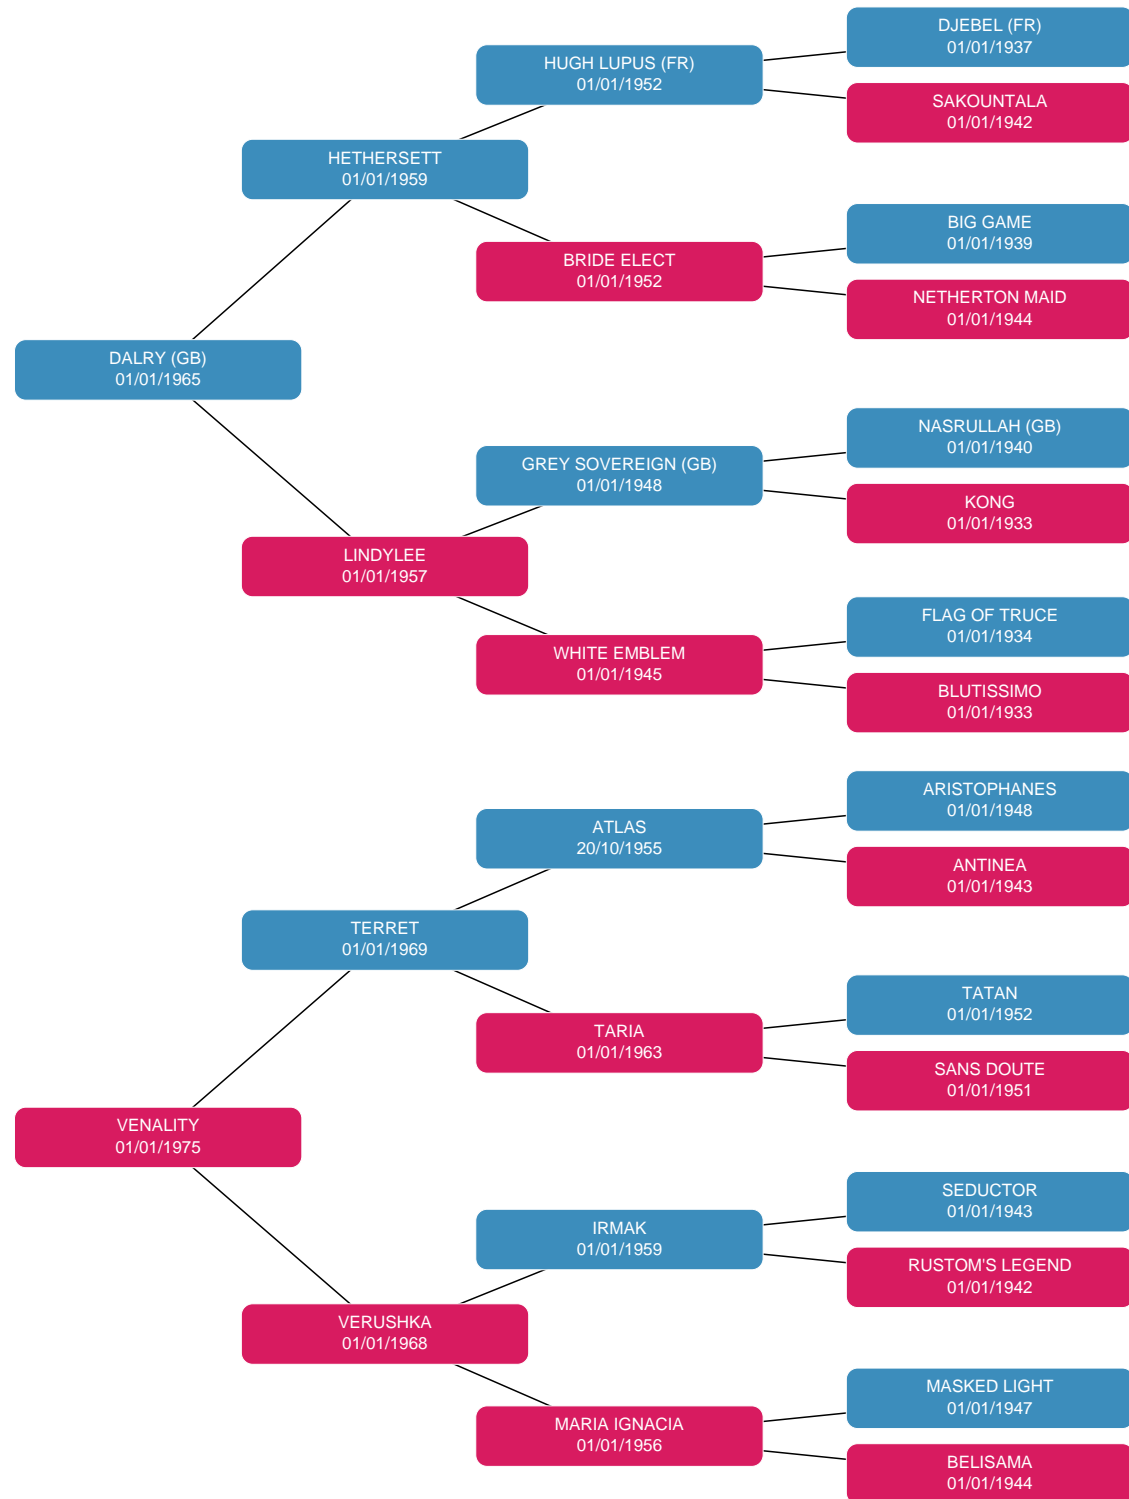 DJEBEL (FR)
01/01/1937
HUGH LUPUS (FR)
01/01/1952
SAKOUNTALA
01/01/1942
HETHERSETT
01/01/1959
BIG GAME
01/01/1939
BRIDE ELECT
01/01/1952
NETHERTON MAID
01/01/1944
DALRY (GB)
01/01/1965
NASRULLAH (GB)
01/01/1940
GREY SOVEREIGN (GB)
01/01/1948
KONG
01/01/1933
LINDYLEE
01/01/1957
FLAG OF TRUCE
01/01/1934
WHITE EMBLEM
01/01/1945
BLUTISSIMO
01/01/1933
ARISTOPHANES
01/01/1948
ATLAS
20/10/1955
ANTINEA
01/01/1943
TERRET
01/01/1969
TATAN
01/01/1952
TARIA
01/01/1963
SANS DOUTE
01/01/1951
VENALITY
01/01/1975
SEDUCTOR
01/01/1943
IRMAK
01/01/1959
RUSTOM'S LEGEND
01/01/1942
VERUSHKA
01/01/1968
MASKED LIGHT
01/01/1947
MARIA IGNACIA
01/01/1956
BELISAMA
01/01/1944